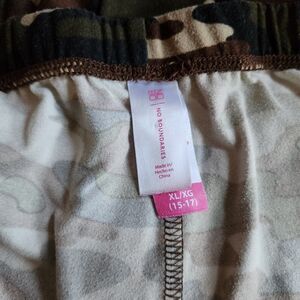 NO BOUNDARIES
Made in/
Hecho en
China
XL/XG
(15-17)